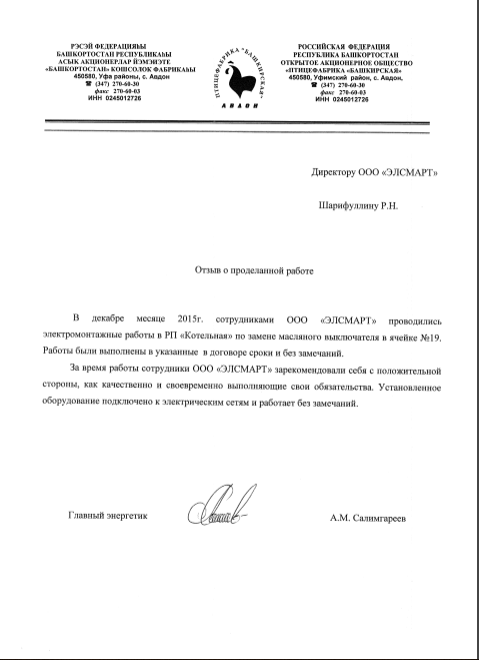 РЭСЭЙ ФЕДЕРАЦИЯҺЫ
БАШКОРТОСТАН РЕСПУБЛИКАҺЫ
АСЫК АКЦИОНЕРЛАР ЙЭМЭИЭТЕ
«БАШКОРТОСТАН» КОШСОЛОК ФАБРИКАҺЫ
450580, Уфа районы, с. Авдон
☎ (347) 270-60-30
факс 270-60-03
ИНН 0245012726
ПТИЦЕФАБРИКА "БАШКИРСКАЯ"
АВДОН
РОССИЙСКАЯ ФЕДЕРАЦИЯ
РЕСПУБЛИКА БАШКОРТОСТАН
ОТКРЫТОЕ АКЦИОНЕРНОЕ ОБЩЕСТВО
«ПТИЦЕФАБРИКА «БАШКИРСКАЯ»
450580, Уфимский район, с. Авдон,
☎ (347) 270-60-30
факс 270-60-03
ИНН 0245012726
Директору ООО «ЭЛСМАРТ»
Шарифуллину Р.Н.
Отзыв о проделанной работе
В декабре месяце 2015г. сотрудниками ООО «ЭЛСМАРТ» проводились
электромонтажные работы в РП «Котельная» по замене масляного выключателя в ячейке №19.
Работы были выполнены в указанные в договоре сроки и без замечаний.
За время работы сотрудники ООО «ЭЛСМАРТ» зарекомендовали себя с положительной
стороны, как качественно и своевременно выполняющие свои обязательства. Установленное
оборудование подключено к электрическим сетям и работает без замечаний.
Главный энергетик
А.М. Салимгареев